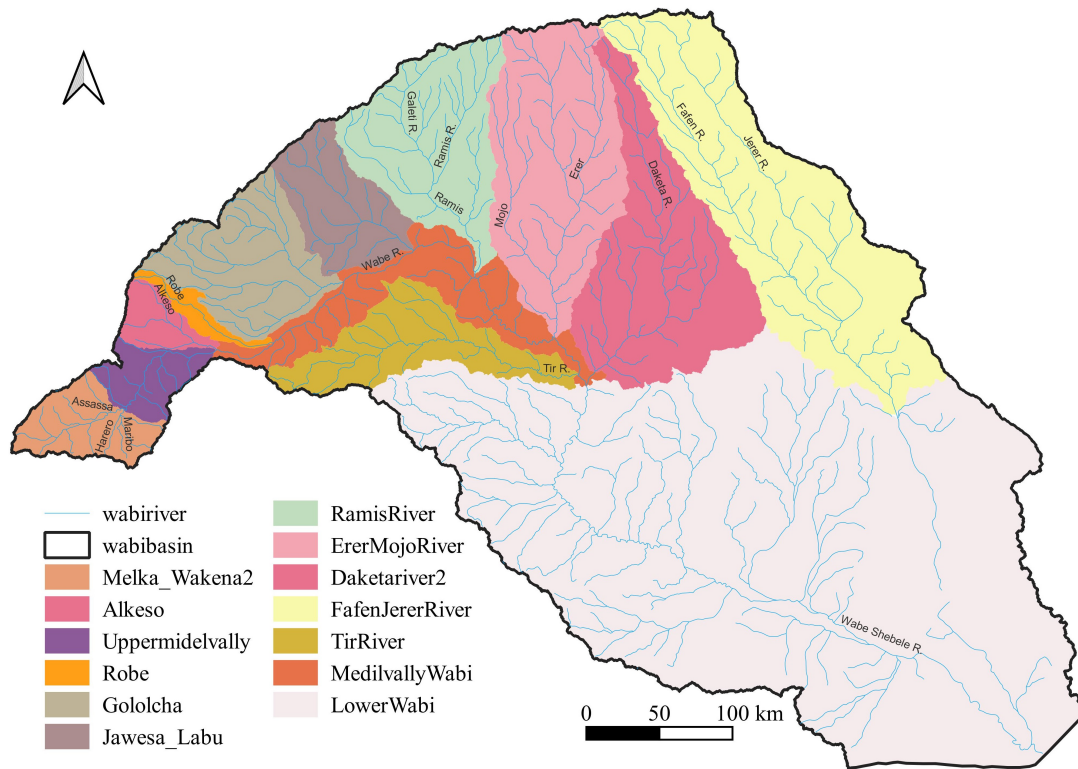 Galeti R.
Ramis R.
Ramis
Mojo
Erer
Daketa R.
Fafen R.
Jerer R.
Wabe R.
Robe
Alkeso
Tir R.
Assassa
Harero
Maribo
Wabe Shebele R.
wabiriver
wabibasin
Melka_Wakena2
Alkeso
Uppermidelvally
Robe
Gololcha
Jawesa_Labu
RamisRiver
ErerMojoRiver
Daketariver2
FafenJererRiver
TirRiver
MedilvallyWabi
LowerWabi
0 50 100 km